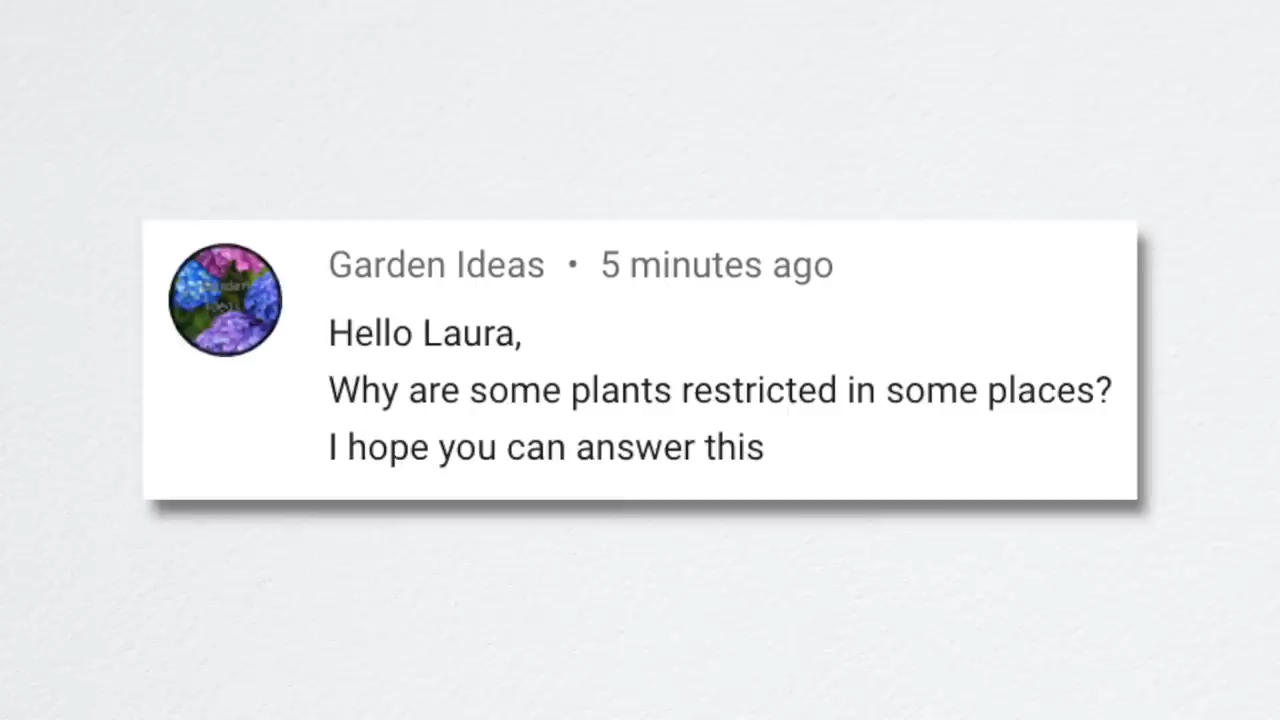 Garden Ideas • 5 minutes ago
Hello Laura,
Why are some plants restricted in some places?
I hope you can answer this